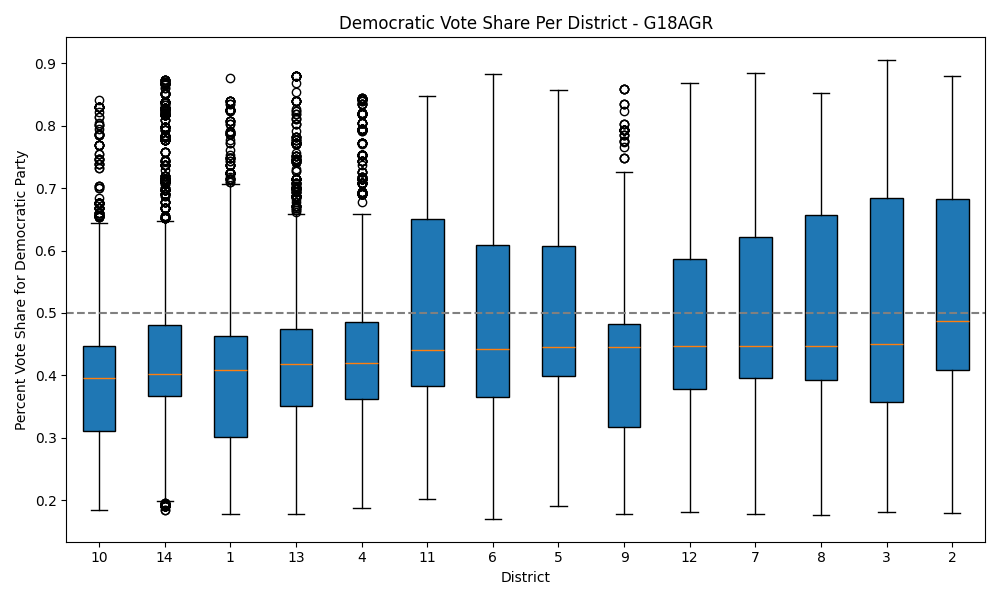 Democratic Vote Share Per District - G18AGR
Percent Vote Share for Democratic Party
0.9
0.8
0.7
0.6
0.5
0.4
0.3
0.2
10 14 1 13 4 11 6 5 9 12 7 8 3 2
District